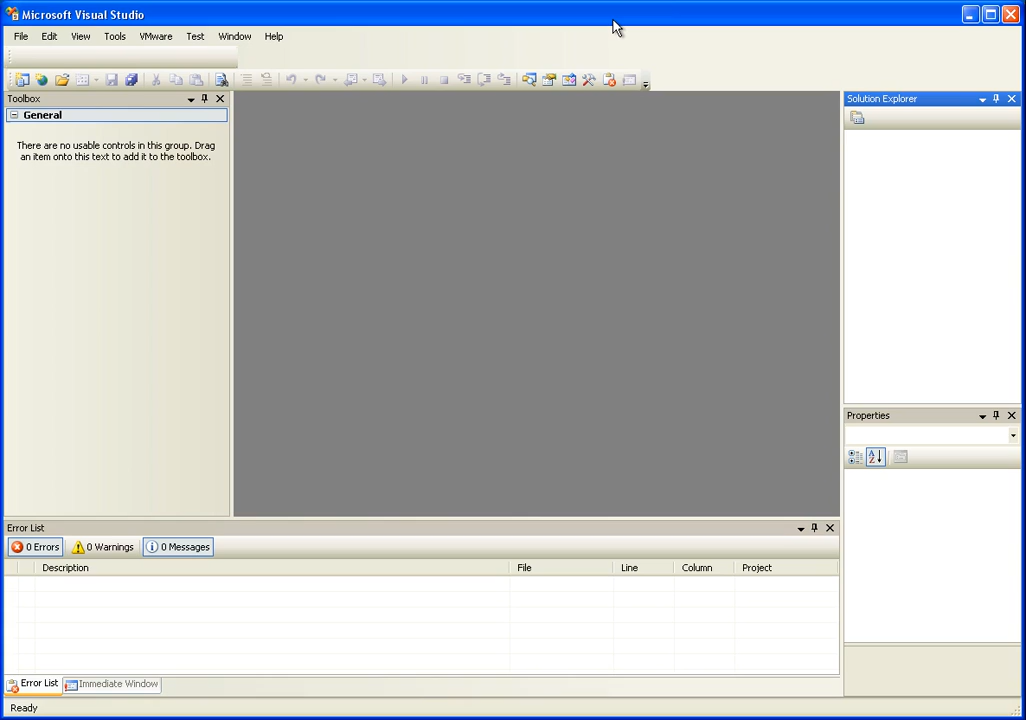 Microsoft Visual Studio
File Edit View Tools VMware Test Window Help
Toolbox
General
There are no usable controls in this group. Drag
an item onto this text to add it to the toolbox.
Solution Explorer
Properties
Error List
0 Errors 0 Warnings 0 Messages
Description File Line Column Project
Error List Immediate Window
Ready